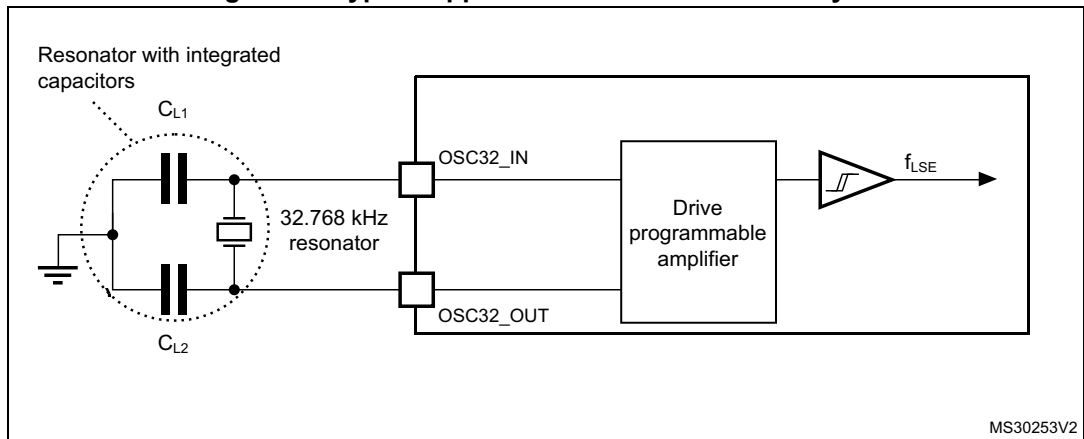 Resonator with integrated
capacitors
CL1
OSC32_IN
fLSE
32.768 kHz
resonator
Drive
programmable
amplifier
OSC32_OUT
CL2
MS30253V2